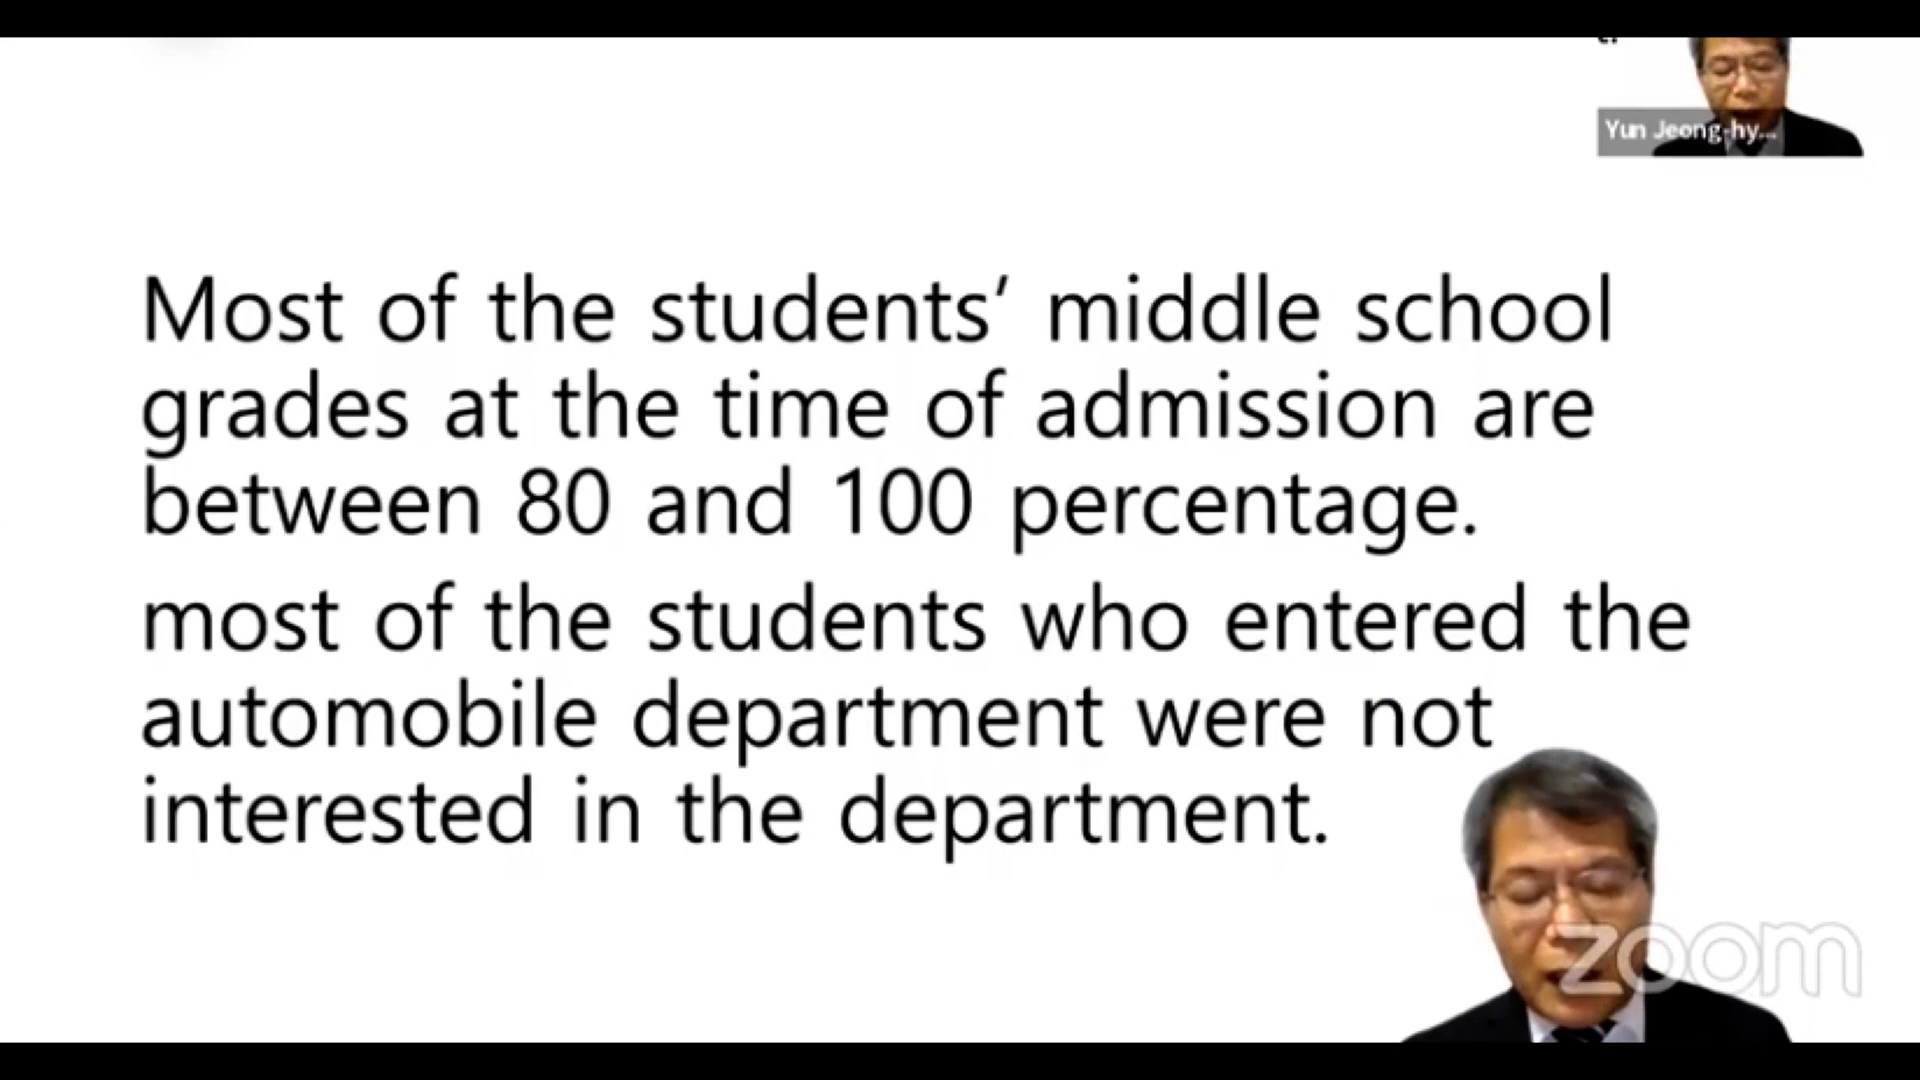 Yun Jeong-hy...
Most of the students’ middle school
grades at the time of admission are
between 80 and 100 percentage.
most of the students who entered the
automobile department were not
interested in the department.
zoom